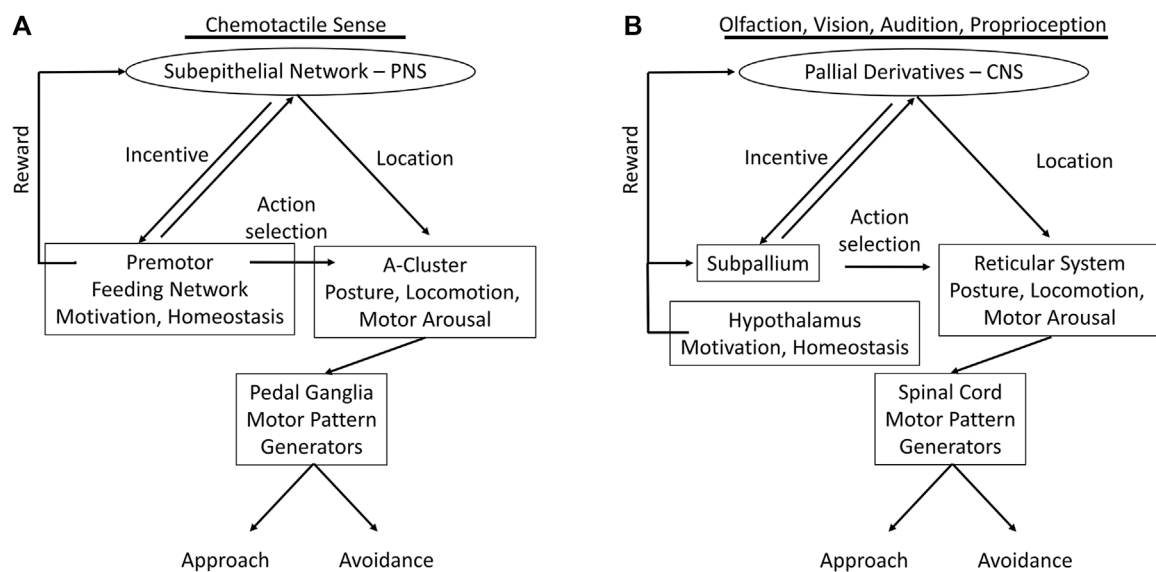 A
Chemotactile Sense
Subepithelial Network – PNS
Reward
Incentive
Location
Action
selection
Premotor
Feeding Network
Motivation, Homeostasis
A-Cluster
Posture, Locomotion,
Motor Arousal
Pedal Ganglia
Motor Pattern
Generators
Approach
Avoidance
B
Olfaction, Vision, Audition, Proprioception
Pallial Derivatives – CNS
Reward
Incentive
Location
Action
selection
Subpallium
Reticular System
Posture, Locomotion,
Motor Arousal
Hypothalamus
Motivation, Homeostasis
Spinal Cord
Motor Pattern
Generators
Approach
Avoidance